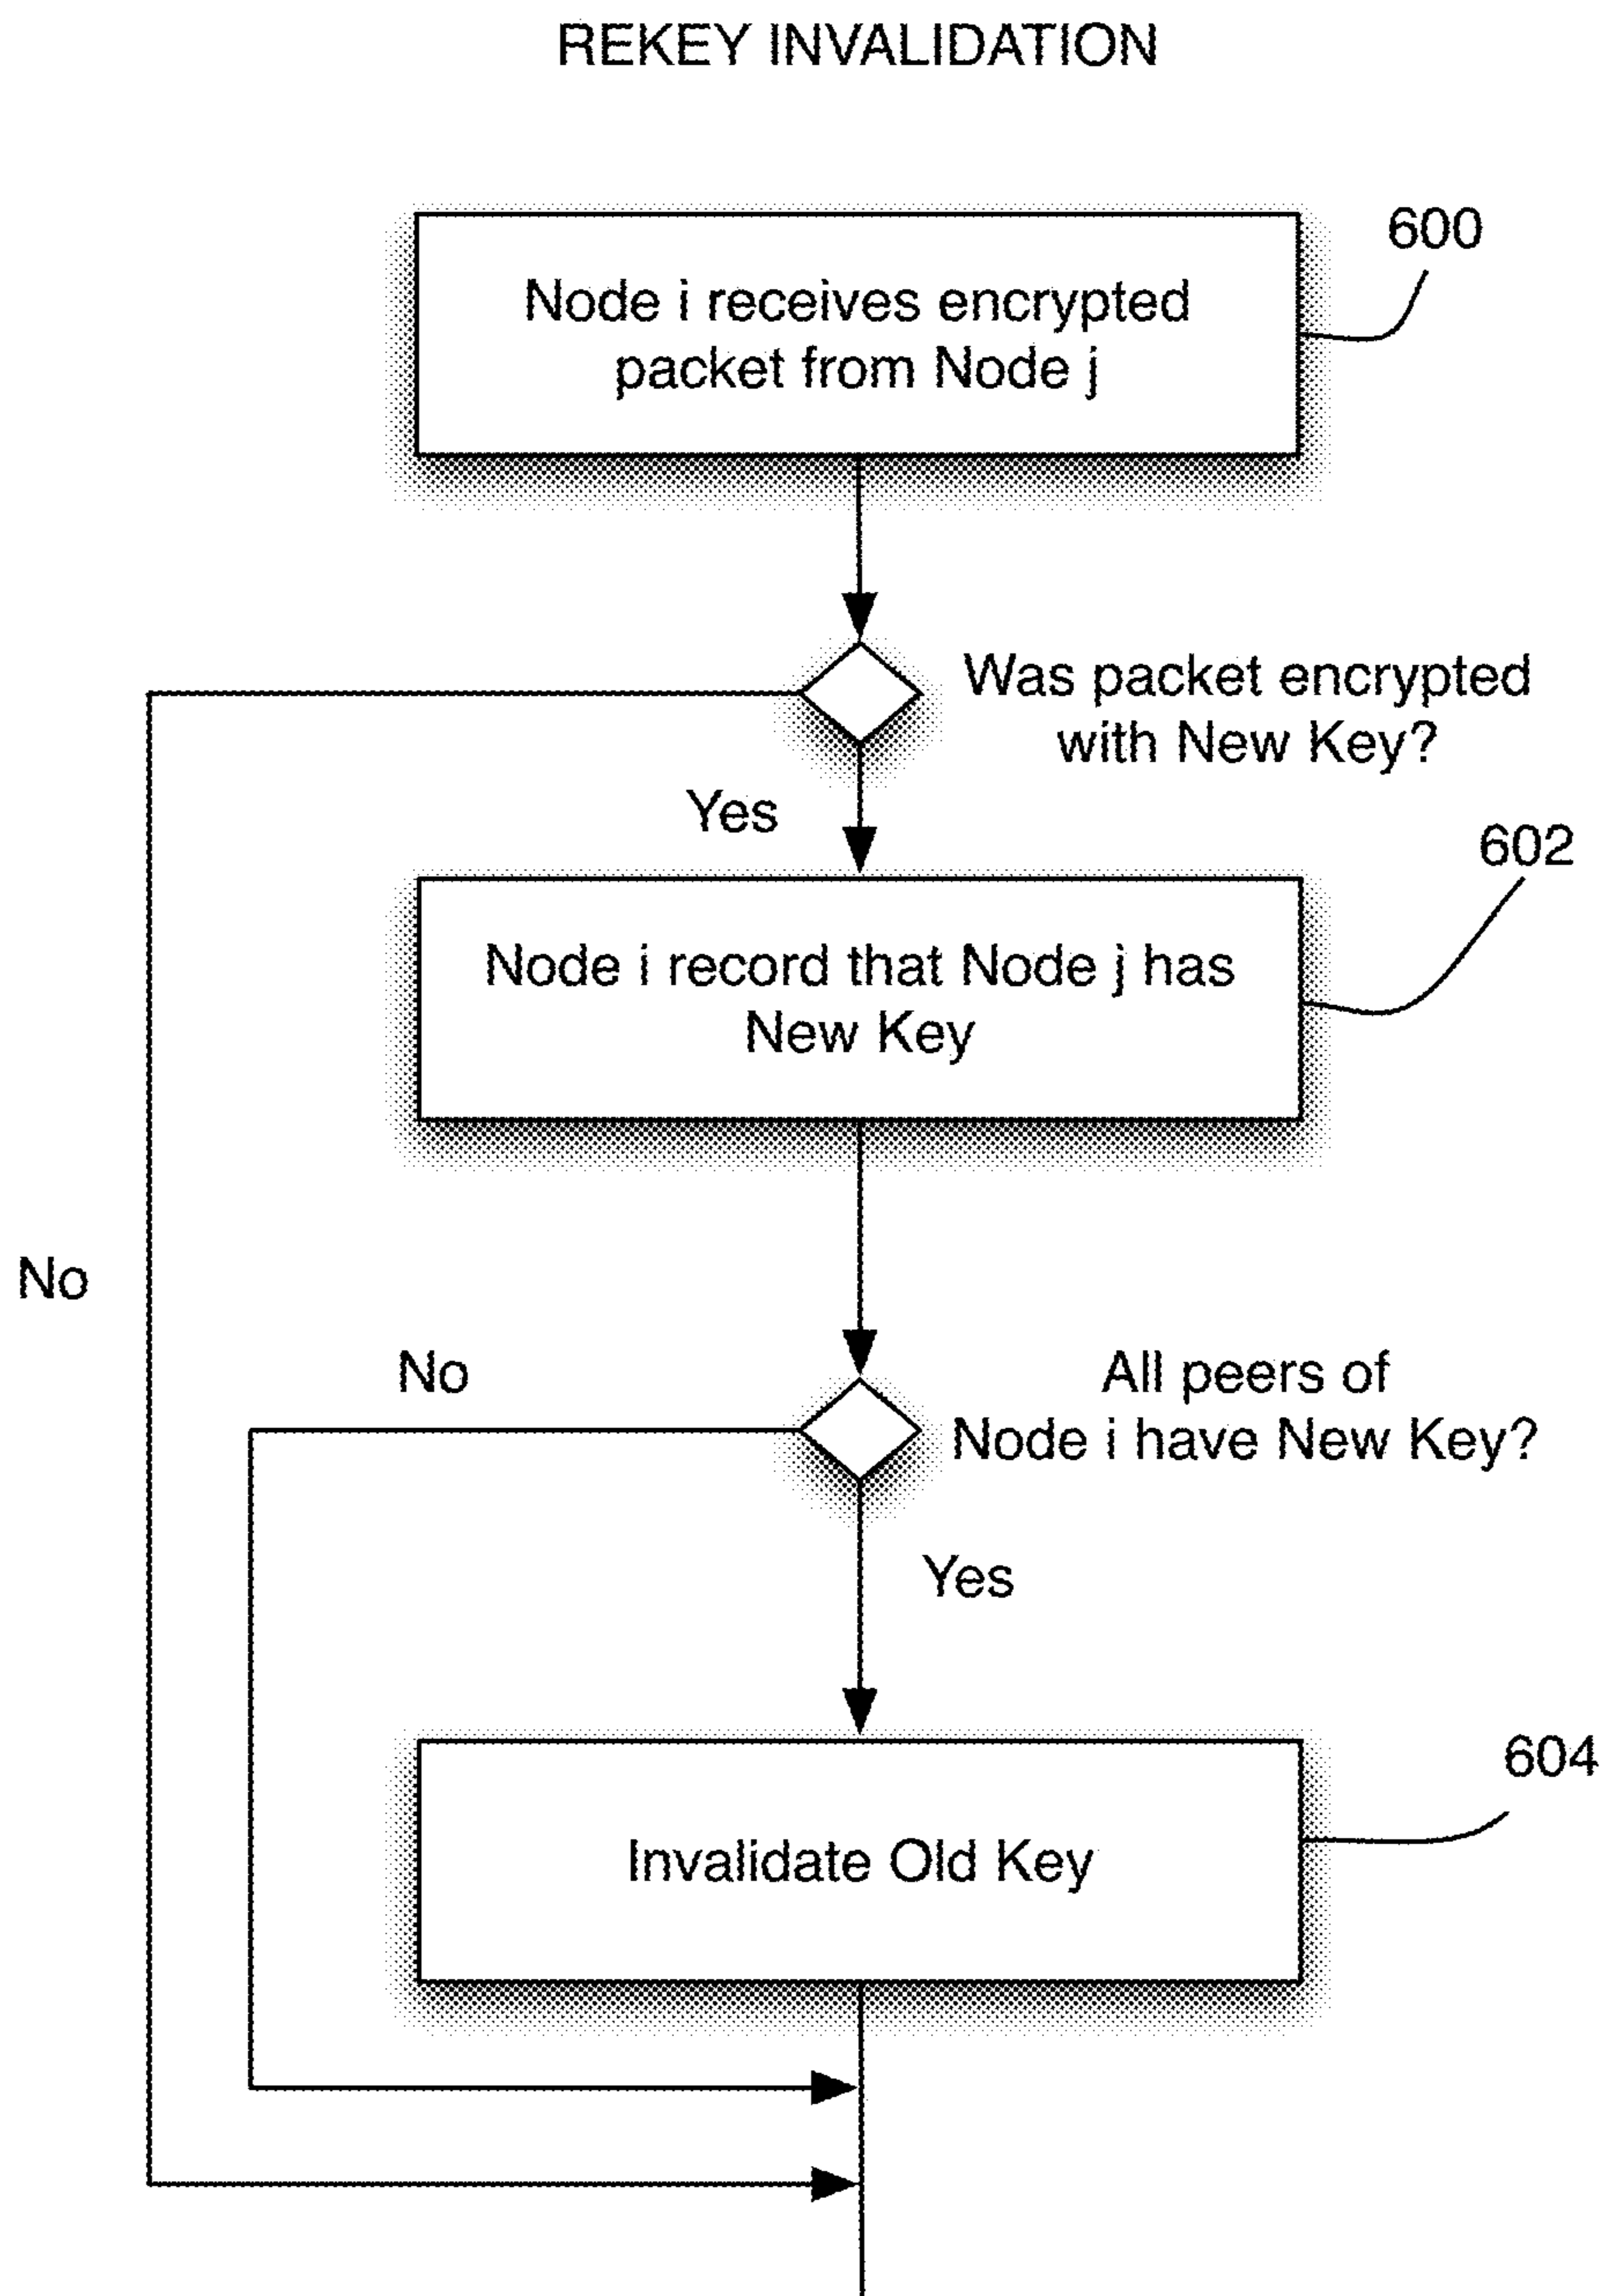 REKEY INVALIDATION
600
Node i receives encrypted
packet from Node j
Was packet encrypted
with New Key?
Yes
602
Node i record that Node j has
New Key
No
No
All peers of
Node i have New Key?
Yes
604
Invalidate Old Key